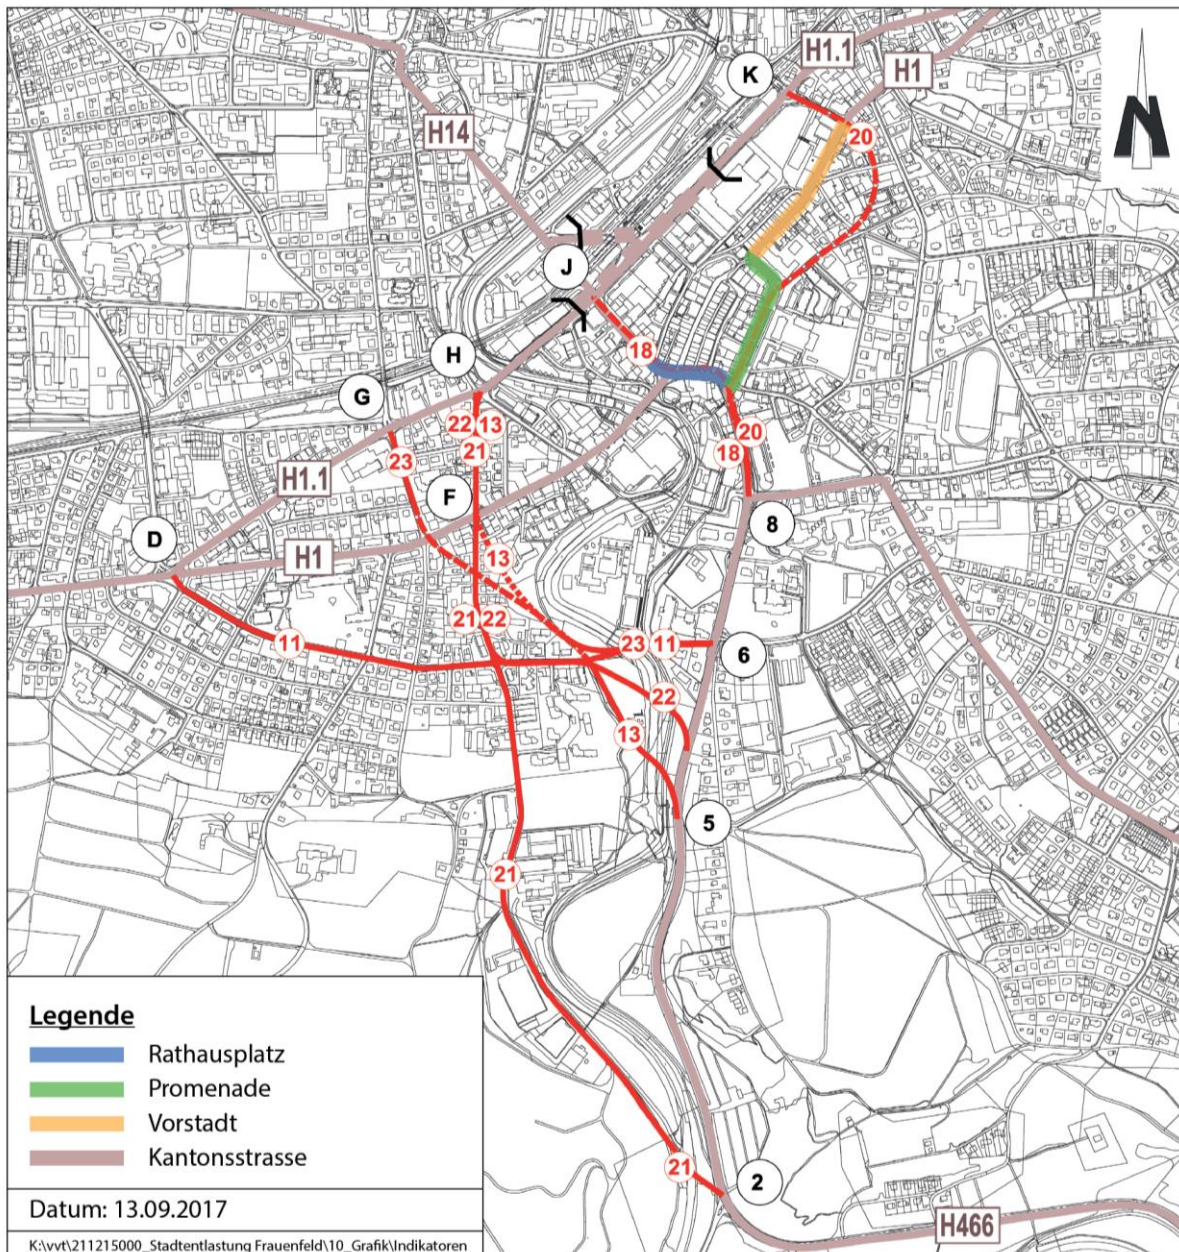 K
H1.1
H1
20
H14
J
18
H
G
22
13
20
21
18
23
H1.1
F
8
D
H1
13
21
22
11
23
11
6
22
13
5
21
21
2
H466
N
Legende
Rathausplatz
Promenade
Vorstadt
Kantonsstrasse
Datum: 13.09.2017
K:\vvt\211215000_Stadtentlastung Frauenfeld\10_Grafik\Indikatoren